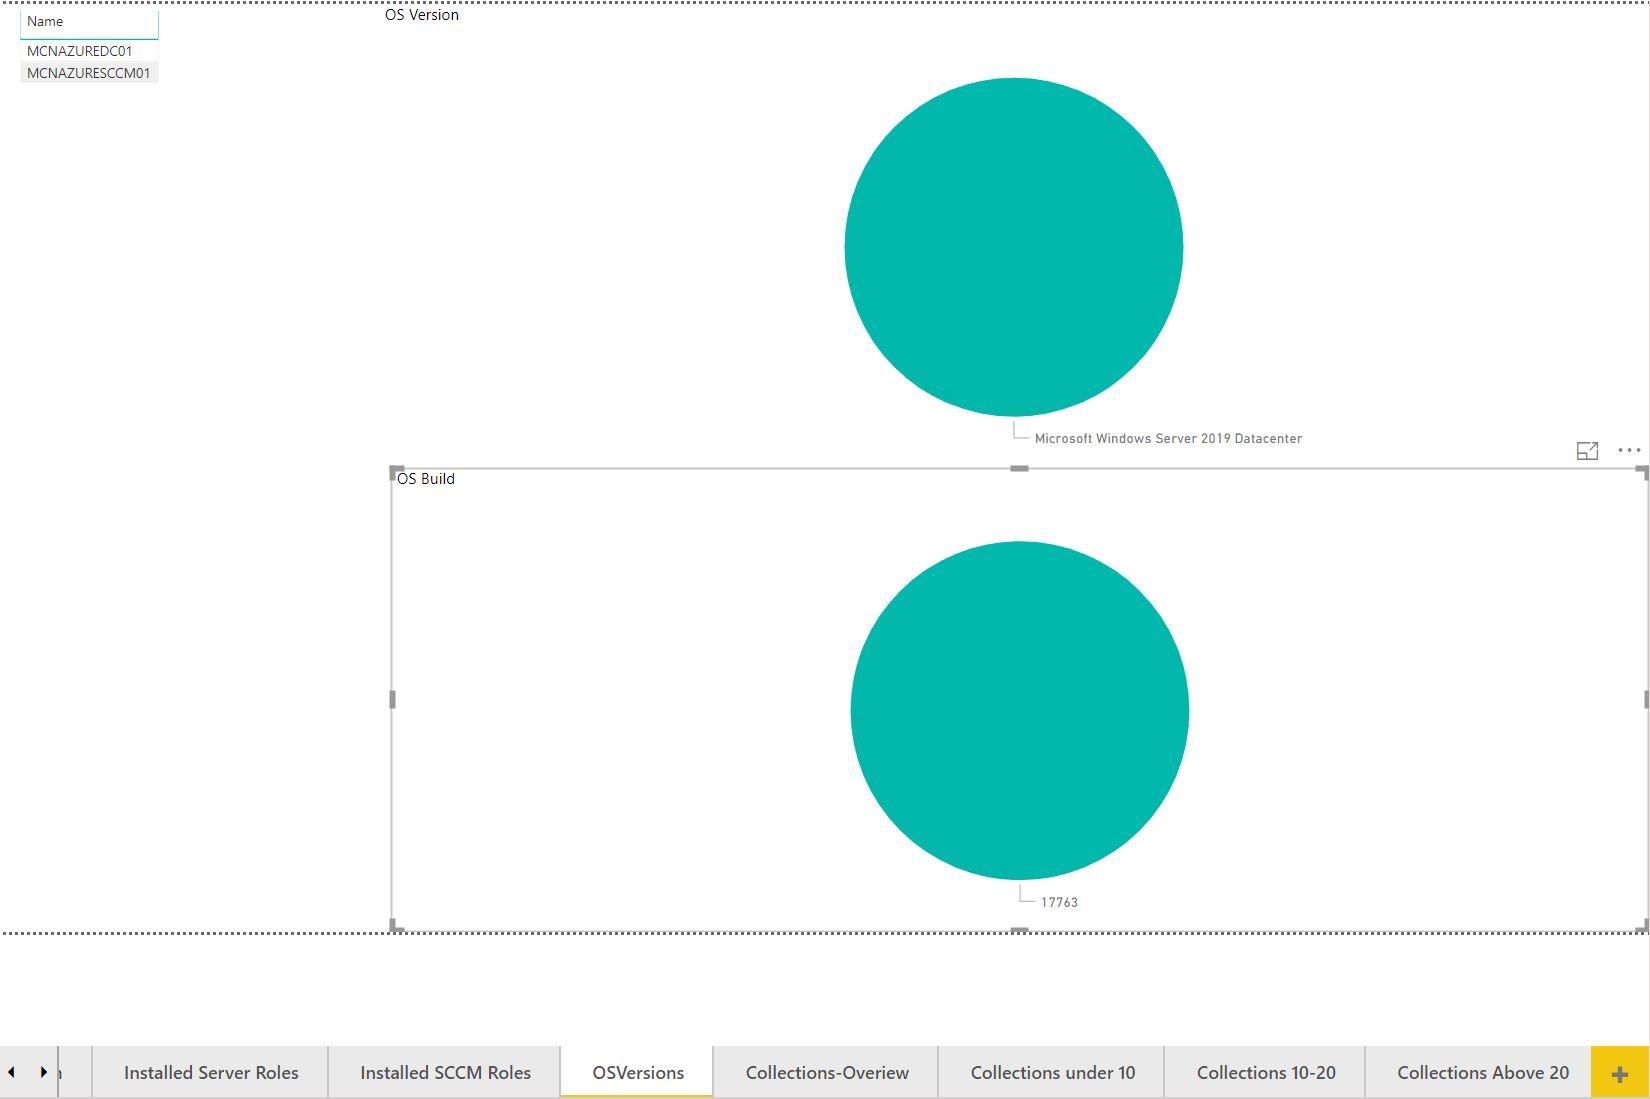 Name
MCNAZUREDC01
MCNAZURESCCM01
OS Version
Microsoft Windows Server 2019 Datacenter
OS Build
17763
Installed Server Roles
Installed SCCM Roles
OSVersions
Collections-Overiew
Collections under 10
Collections 10-20
Collections Above 20